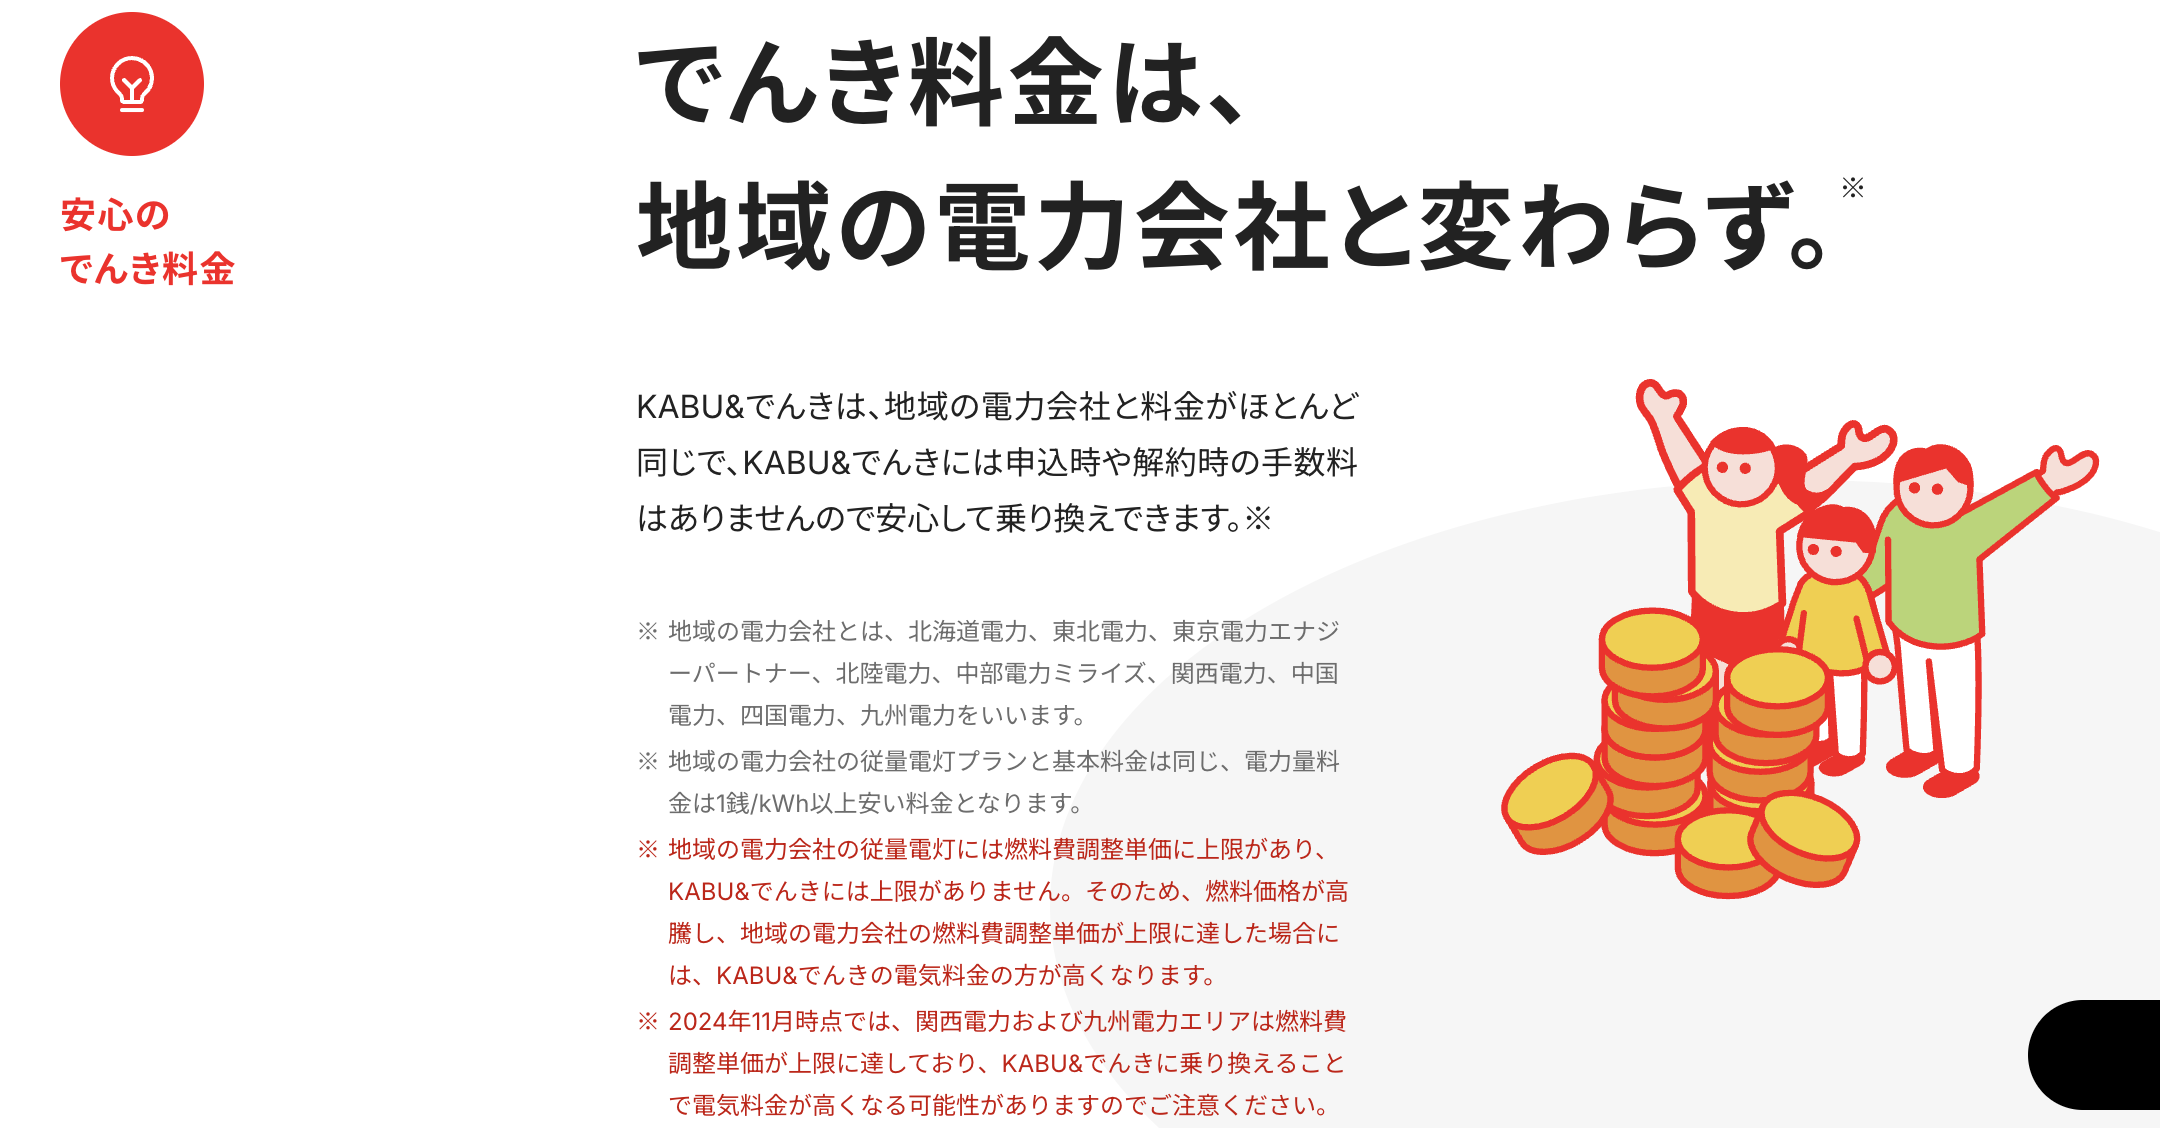 安心の
でんき料金
でんき料金は、
地域の電力会社と変わらず。※
KABU&でんきは、地域の電力会社と料金がほとんど
同じで、KABU&でんきには申込時や解約時の手数料
はありませんので安心して乗り換えできます。※
※ 地域の電力会社とは、北海道電力、東北電力、東京電力エナジ
ーパートナー、北陸電力、中部電力ミライズ、関西電力、中国
電力、四国電力、九州電力をいいます。
※ 地域の電力会社の従量電灯プランと基本料金は同じ、電力量料
金は1銭/kWh以上安い料金となります。
※ 地域の電力会社の従量電灯には燃料費調整単価に上限があり、
KABU&でんきには上限がありません。そのため、燃料価格が高
騰し、地域の電力会社の燃料費調整単価が上限に達した場合に
は、KABU&でんきの電気料金の方が高くなります。
※ 2024年11月時点では、関西電力および九州電力エリアは燃料費
調整単価が上限に達しており、KABU&でんきに乗り換えること
で電気料金が高くなる可能性がありますのでご注意ください。